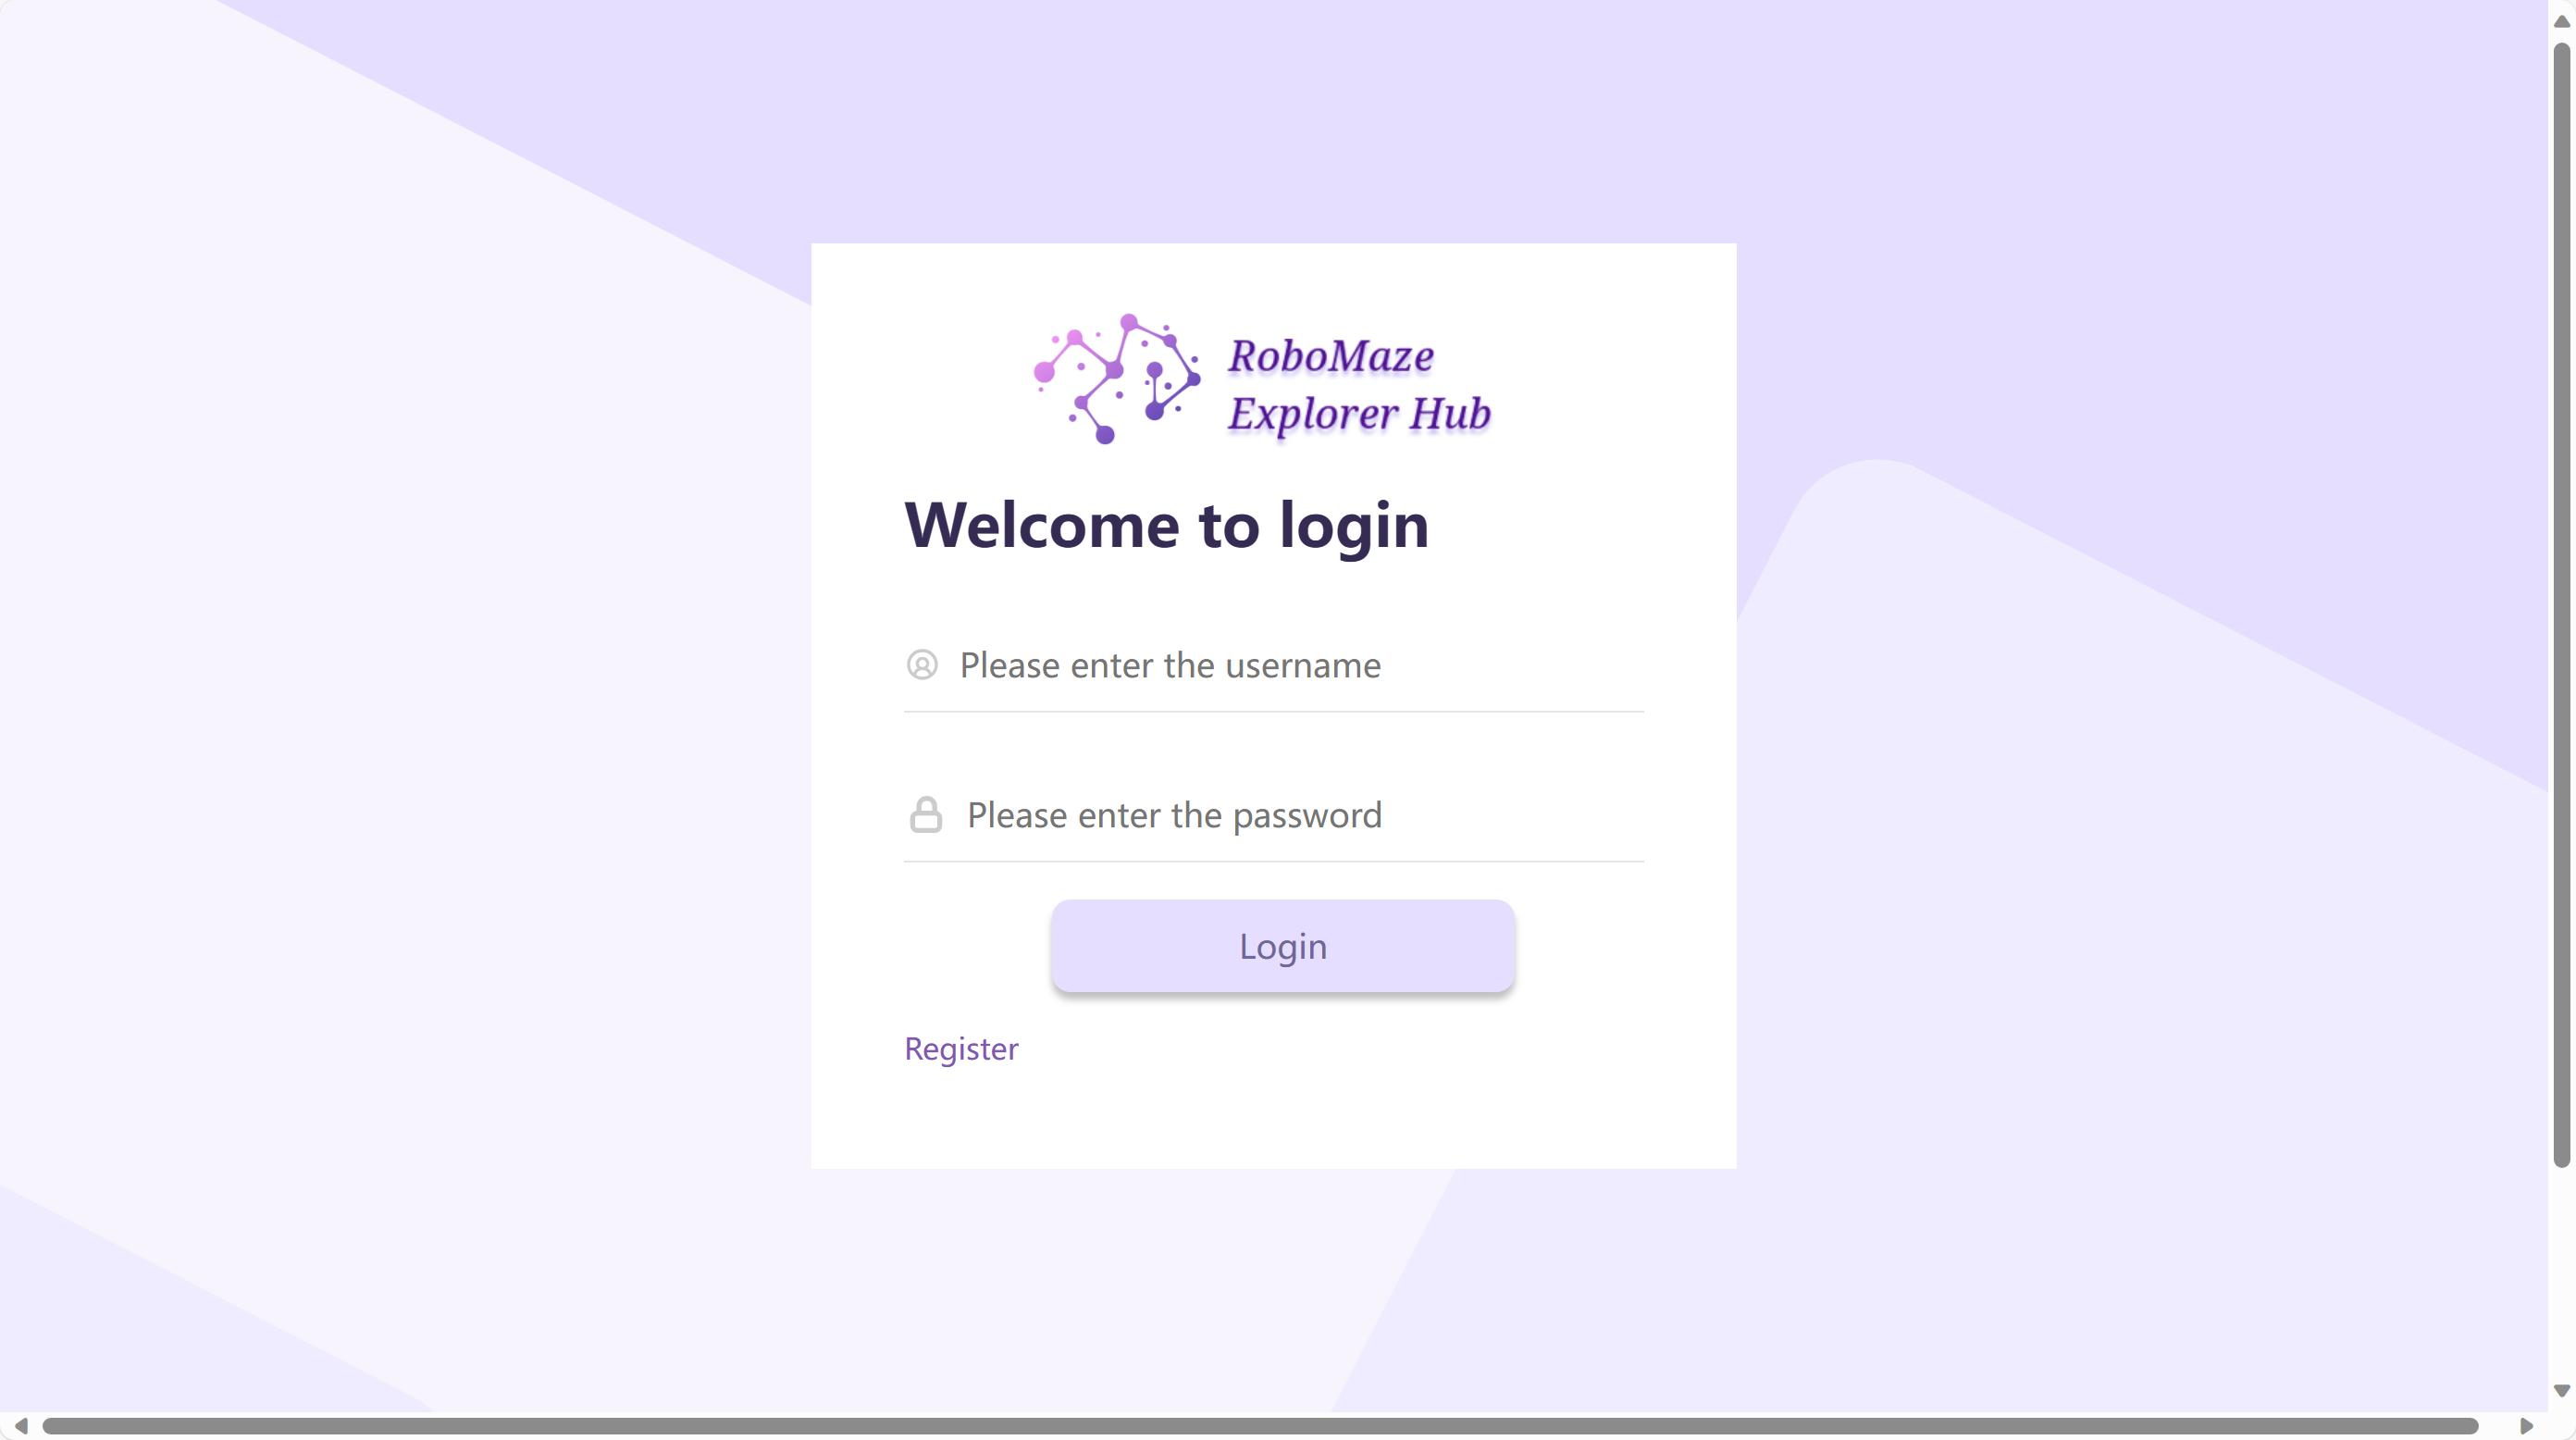 RoboMaze
Explorer Hub
Welcome to login
Please enter the username
Please enter the password
Login
Register